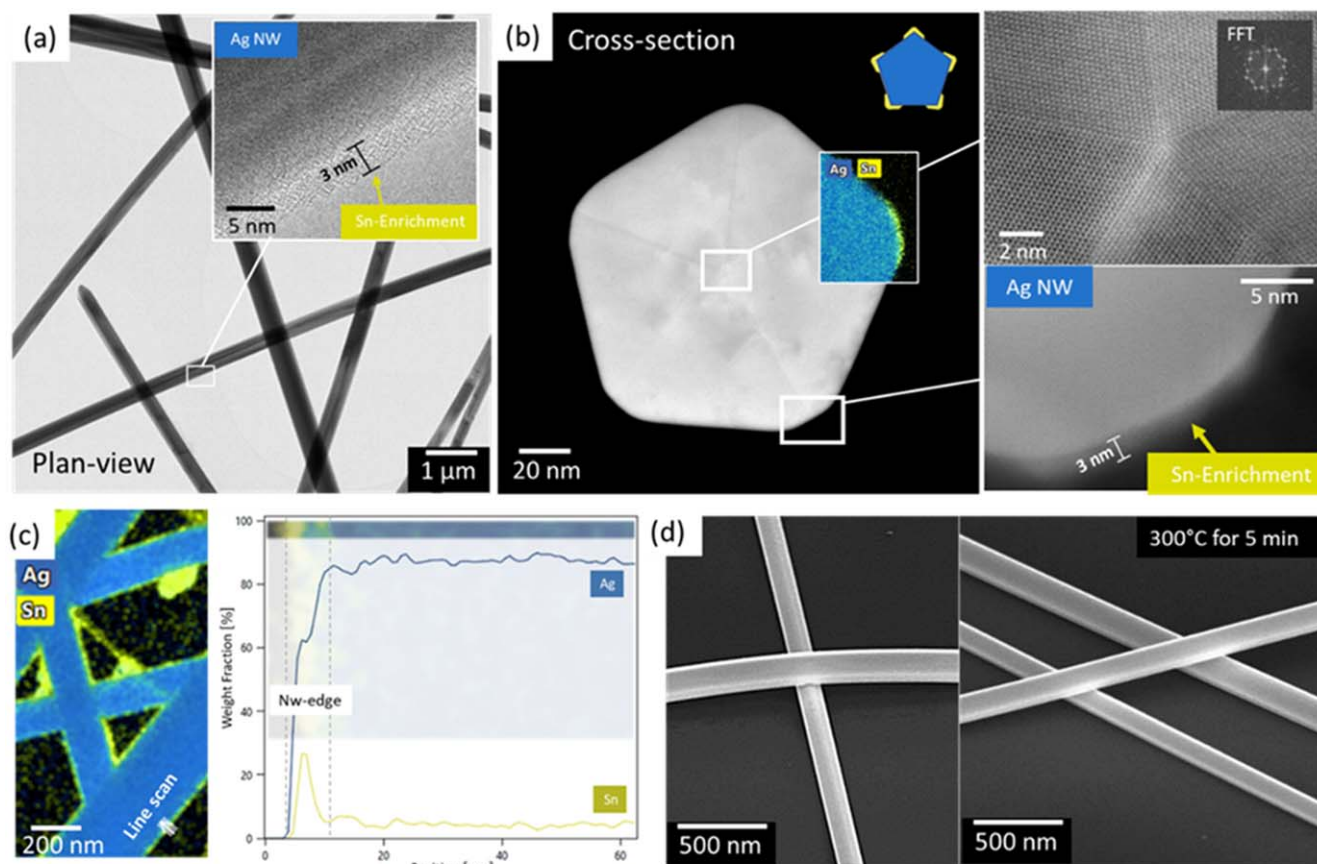 (a)
Ag NW
3 nm
5 nm
Sn-Enrichment
Plan-view
1 µm
(b)
Cross-section
Ag
Sn
20 nm
FFT
2 nm
Ag NW
5 nm
3 nm
Sn-Enrichment
(c)
Ag
Sn
Line scan
200 nm
Weight Fraction [%]
100
80
60
40
20
0
Ag
Nw-edge
Sn
0
20
40
60
(d)
500 nm
300°C for 5 min
500 nm